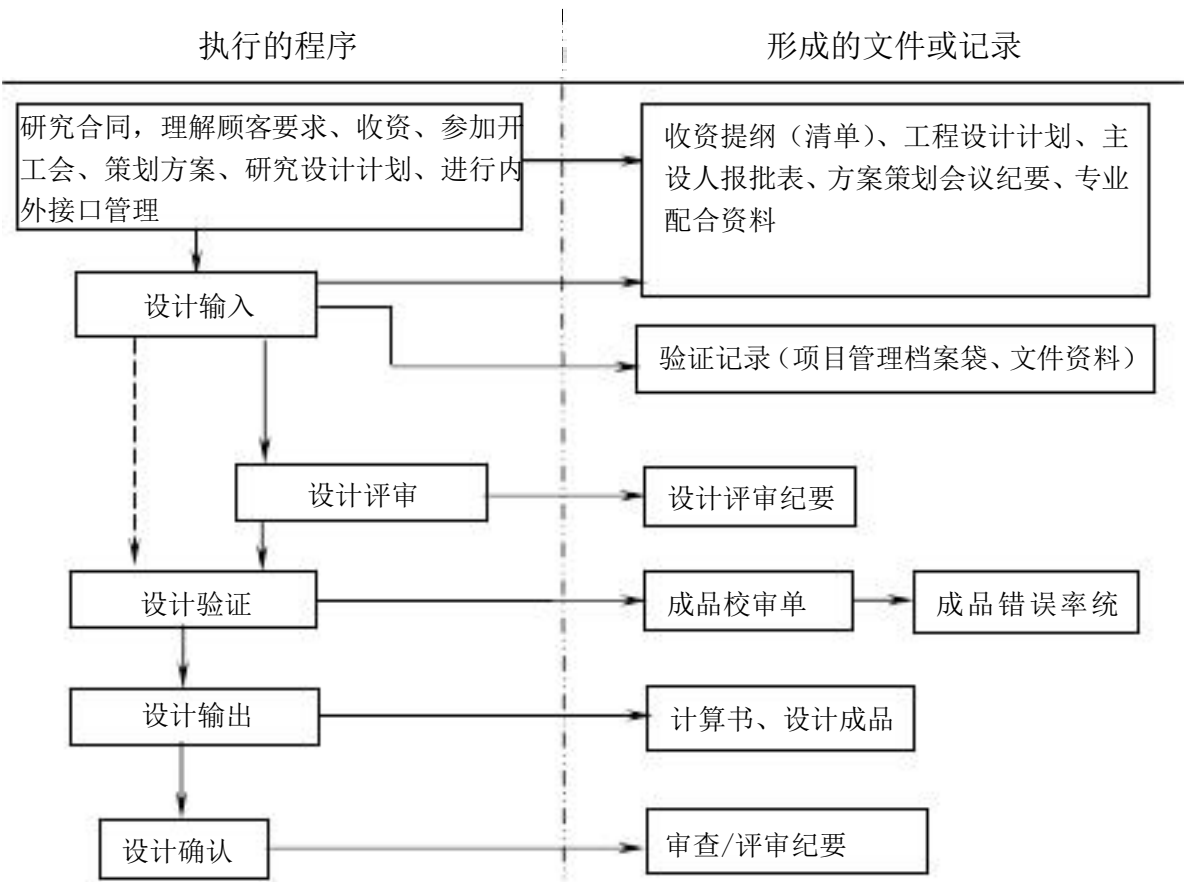 执行的程序
形成的文件或记录
研究合同，理解顾客要求、收资、参加开
工会、策划方案、研究设计计划、进行内
外接口管理
收资提纲（清单）、工程设计计划、主
设人报批表、方案策划会议纪要、专业
配合资料
设计输入
验证记录（项目管理档案袋、文件资料）
设计评审
设计评审纪要
设计验证
成品校审单
成品错误率统
设计输出
计算书、设计成品
设计确认
审查/评审纪要